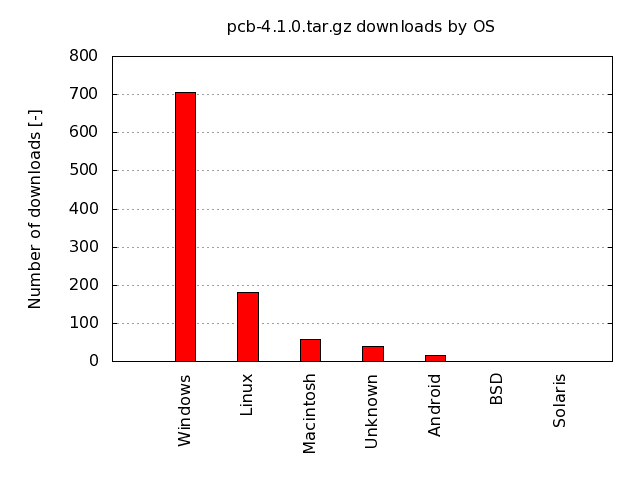 pcb-4.1.0.tar.gz downloads by OS
Number of downloads [-]
800
700
600
500
400
300
200
100
0
Windows
Linux
Macintosh
Unknown
Android
BSD
Solaris